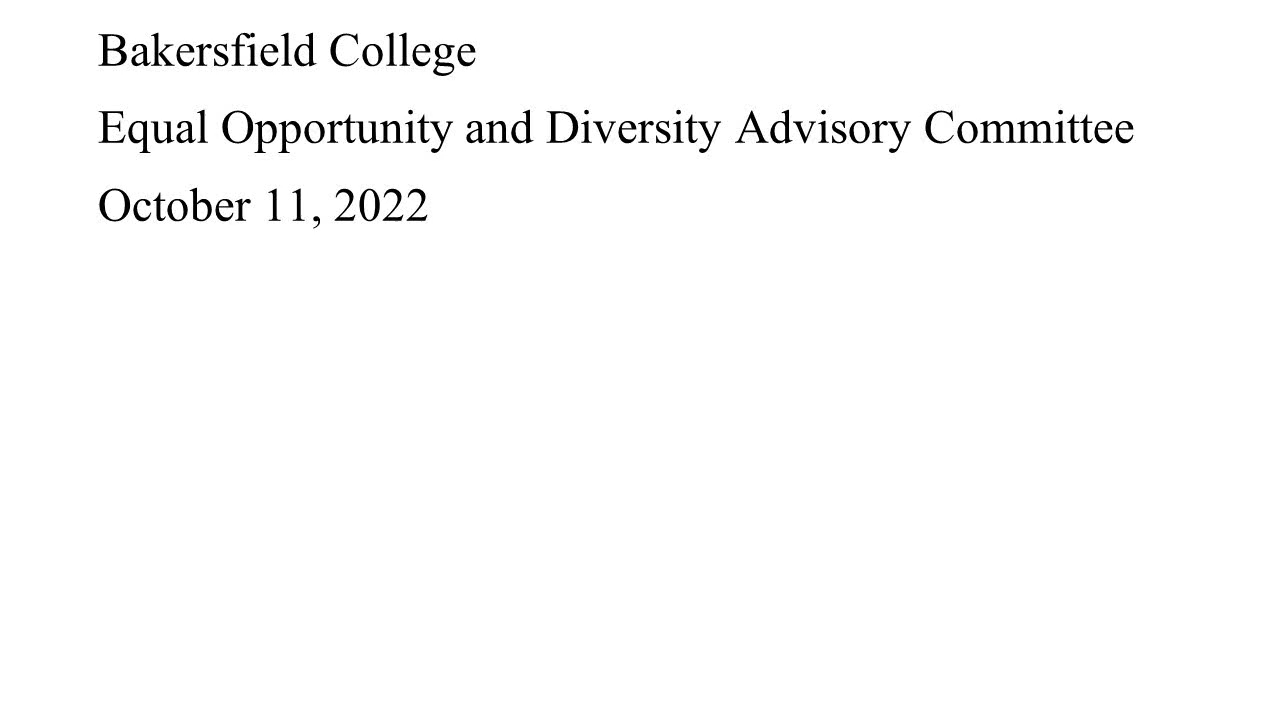 Bakersfield College
Equal Opportunity and Diversity Advisory Committee
October 11, 2022